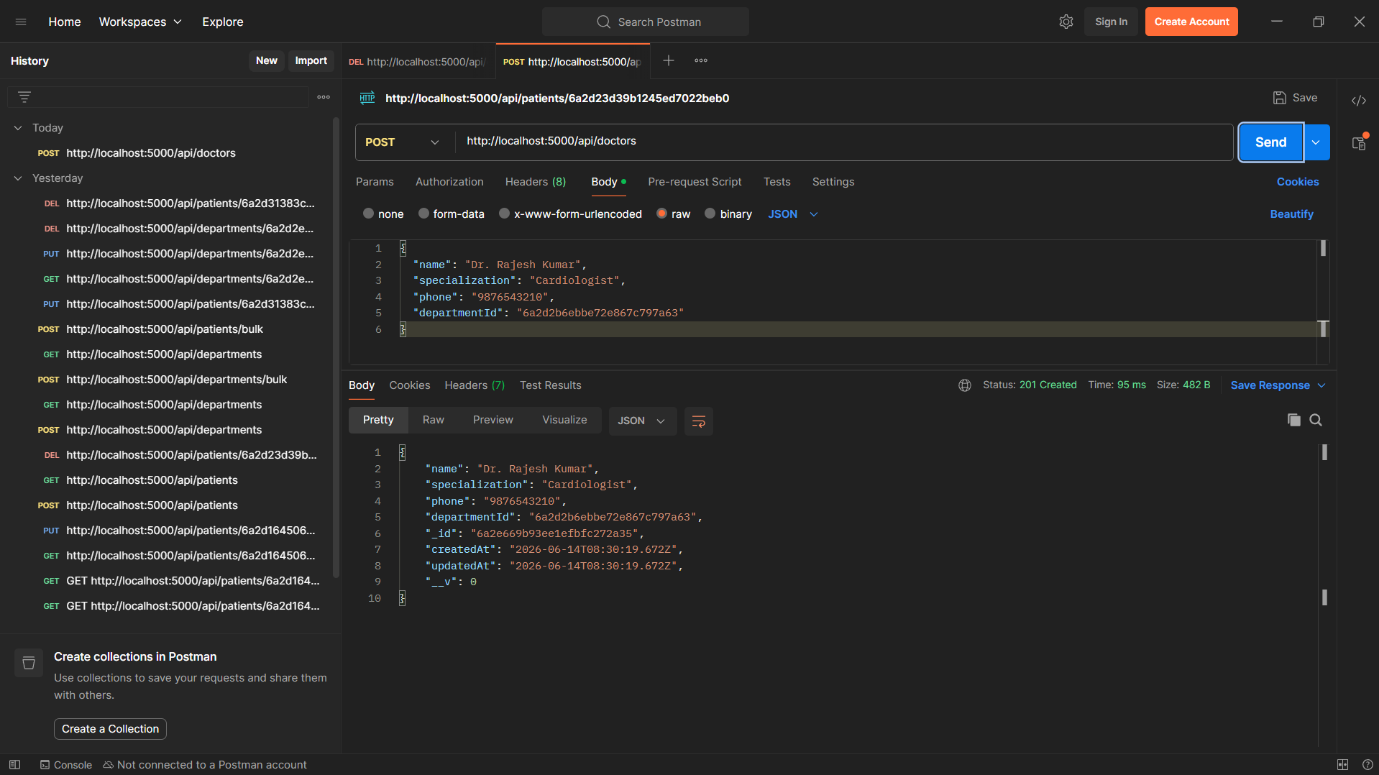 Home Workspaces Explore
Search Postman
Sign In Create Account
History New Import
DEL http://localhost:5000/api/
POST http://localhost:5000/ap
HTTP http://localhost:5000/api/patients/6a2d23d39b1245ed7022beb0
Save
Today
POST http://localhost:5000/api/doctors
Yesterday
DEL http://localhost:5000/api/patients/6a2d31383c...
DEL http://localhost:5000/api/departments/6a2d2e...
PUT http://localhost:5000/api/departments/6a2d2e...
GET http://localhost:5000/api/departments/6a2d2e...
PUT http://localhost:5000/api/patients/6a2d31383c...
POST http://localhost:5000/api/patients/bulk
GET http://localhost:5000/api/departments
POST http://localhost:5000/api/departments/bulk
GET http://localhost:5000/api/departments
POST http://localhost:5000/api/departments
DEL http://localhost:5000/api/patients/6a2d23d39b...
GET http://localhost:5000/api/patients
POST http://localhost:5000/api/patients
PUT http://localhost:5000/api/patients/6a2d164506...
GET http://localhost:5000/api/patients/6a2d164506...
GET GET http://localhost:5000/api/patients/6a2d164...
GET GET http://localhost:5000/api/patients/6a2d164...
Create collections in Postman
Use collections to save your requests and share them
with others.
Create a Collection
POST http://localhost:5000/api/doctors Send
Params Authorization Headers (8) Body Pre-request Script Tests Settings Cookies
none form-data x-www-form-urlencoded raw binary JSON Beautify
1 {
2 "name": "Dr. Rajesh Kumar",
3 "specialization": "Cardiologist",
4 "phone": "9876543210",
5 "departmentId": "6a2d2b6ebbe72e867c797a63"
6 }
Body Cookies Headers (7) Test Results Status: 201 Created Time: 95 ms Size: 482 B Save Response
Pretty Raw Preview Visualize JSON
1 {
2 "name": "Dr. Rajesh Kumar",
3 "specialization": "Cardiologist",
4 "phone": "9876543210",
5 "departmentId": "6a2d2b6ebbe72e867c797a63",
6 "_id": "6a2e669b93ee1efbfc272a35",
7 "createdAt": "2026-06-14T08:30:19.672Z",
8 "updatedAt": "2026-06-14T08:30:19.672Z",
9 "__v": 0
10 }
Console Not connected to a Postman account